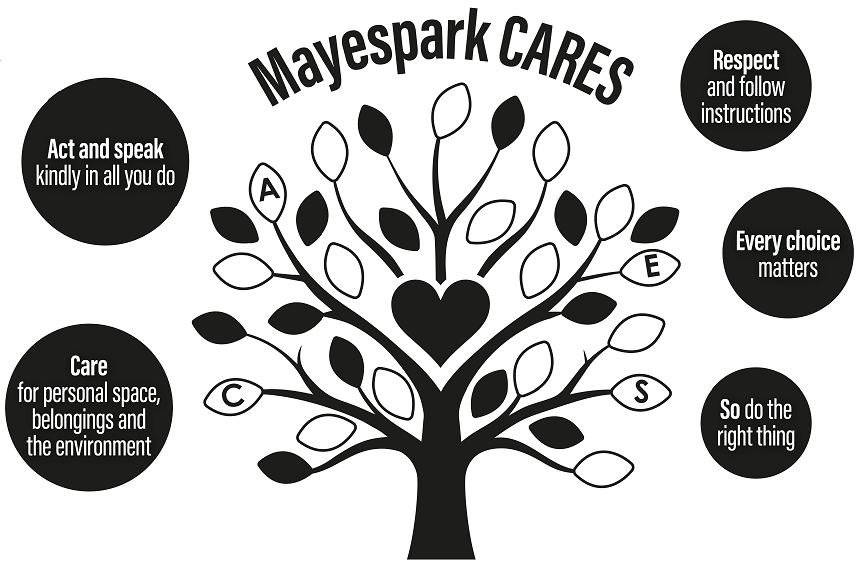 Mayespark CARES
Act and speak
kindly in all you do
Care
for personal space,
belongings and
the environment
Respect
and follow
instructions
Every choice
matters
So do the
right thing
A
C
E
S